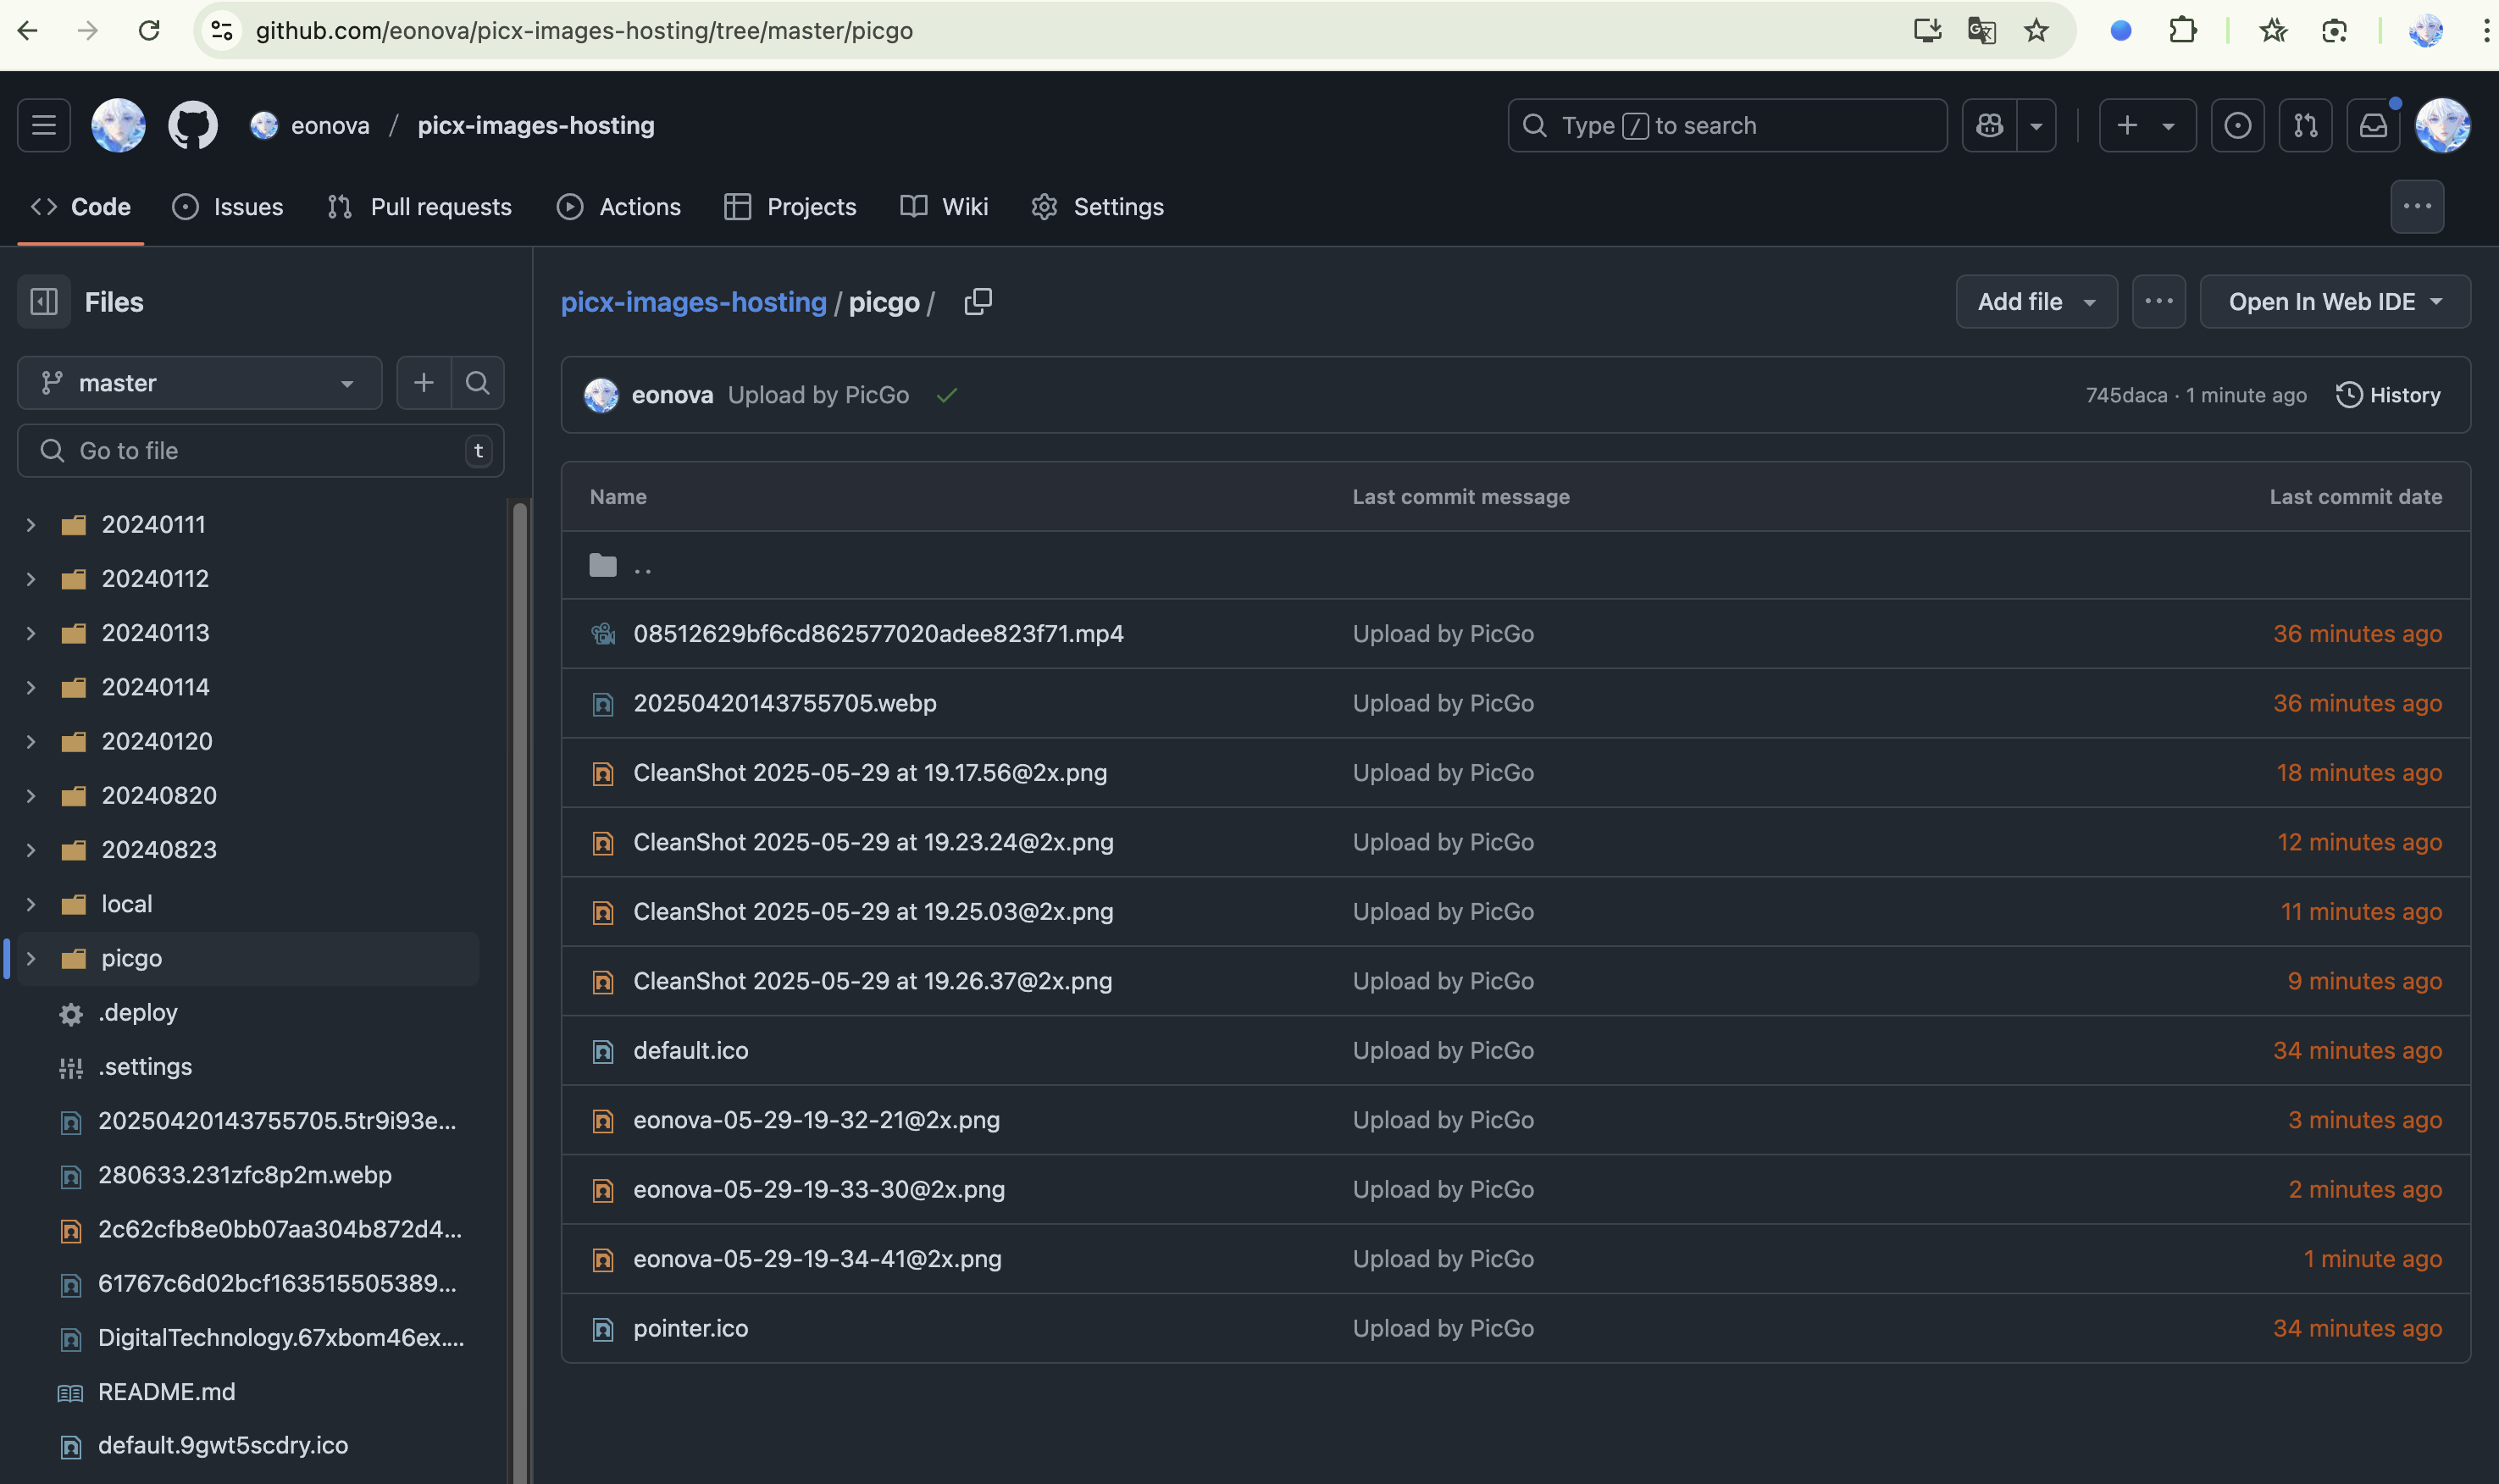 github.com/eonova/picx-images-hosting/tree/master/picgo
eonova / picx-images-hosting
Type / to search
Code
Issues
Pull requests
Actions
Projects
Wiki
Settings
Files
master
Go to file
t
20240111
20240112
20240113
20240114
20240120
20240820
20240823
local
picgo
.deploy
.settings
20250420143755705.5tr9i93e...
280633.231zfc8p2m.webp
2c62cfb8e0bb07aa304b872d4...
61767c6d02bcf163515505389...
DigitalTechnology.67xbom46ex....
README.md
default.9gwt5scdry.ico
picx-images-hosting / picgo /
Add file
Open In Web IDE
eonova Upload by PicGo
745daca · 1 minute ago
History
Name Last commit message Last commit date
..
08512629bf6cd862577020adee823f71.mp4 Upload by PicGo 36 minutes ago
20250420143755705.webp Upload by PicGo 36 minutes ago
CleanShot 2025-05-29 at 19.17.56@2x.png Upload by PicGo 18 minutes ago
CleanShot 2025-05-29 at 19.23.24@2x.png Upload by PicGo 12 minutes ago
CleanShot 2025-05-29 at 19.25.03@2x.png Upload by PicGo 11 minutes ago
CleanShot 2025-05-29 at 19.26.37@2x.png Upload by PicGo 9 minutes ago
default.ico Upload by PicGo 34 minutes ago
eonova-05-29-19-32-21@2x.png Upload by PicGo 3 minutes ago
eonova-05-29-19-33-30@2x.png Upload by PicGo 2 minutes ago
eonova-05-29-19-34-41@2x.png Upload by PicGo 1 minute ago
pointer.ico Upload by PicGo 34 minutes ago